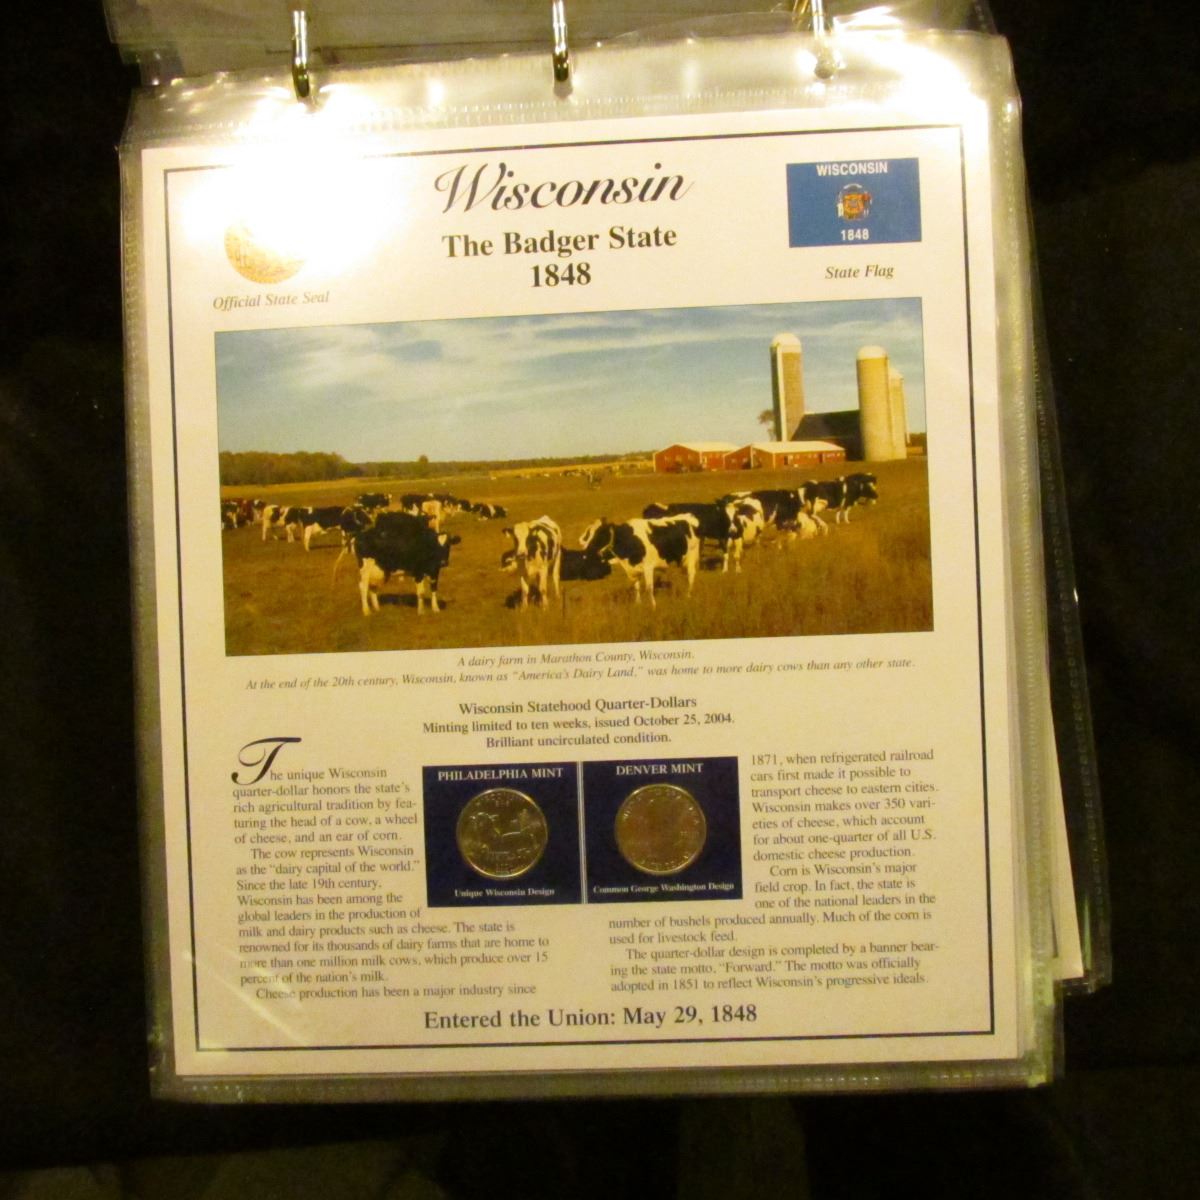 Wisconsin
The Badger State
1848
Official State Seal
WISCONSIN
1848
State Flag
A dairy farm in Marathon County, Wisconsin.
At the end of the 20th century, Wisconsin, known as "America's Dairy Land," was home to more dairy cows than any other state.
Wisconsin Statehood Quarter-Dollars
Minting limited to ten weeks, issued October 25, 2004.
Brilliant uncirculated condition.
The unique Wisconsin
quarter-dollar honors the state's
rich agricultural tradition by fea-
turing the head of a cow, a wheel
of cheese, and an ear of corn.
The cow represents Wisconsin
as the "dairy capital of the world."
Since the late 19th century,
Wisconsin has been among the
global leaders in the production of
milk and dairy products such as cheese. The state is
renowned for its thousands of dairy farms that are home to
more than one million milk cows, which produce over 15
percent of the nation's milk.
Cheese production has been a major industry since
PHILADELPHIA MINT
Unique Wisconsin Design
DENVER MINT
Common George Washington Design
1871, when refrigerated railroad
cars first made it possible to
transport cheese to eastern cities.
Wisconsin makes over 350 vari-
eties of cheese, which account
for about one-quarter of all U.S.
domestic cheese production.
Corn is Wisconsin's major
field crop. In fact, the state is
one of the national leaders in the
number of bushels produced annually. Much of the corn is
used for livestock feed.
The quarter-dollar design is completed by a banner bear-
ing the state motto, "Forward." The motto was officially
adopted in 1851 to reflect Wisconsin's progressive ideals.
Entered the Union: May 29, 1848